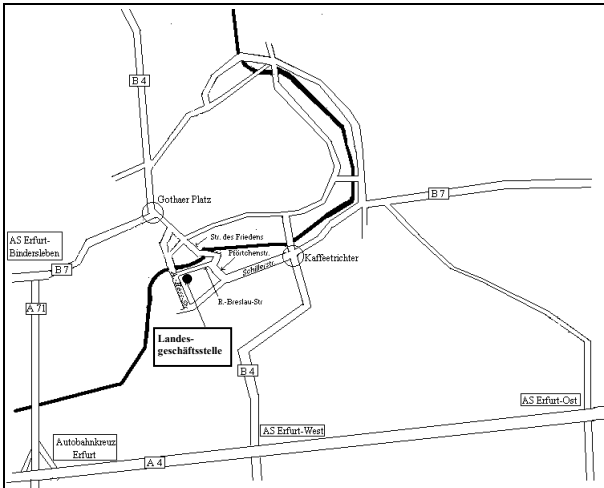 B 4
Gothaer Platz
B 7
AS Erfurt-
Bindersleben
Str. des Friedens
Pförtchenstr.
Kaffeetrichter
B 7
Schillerstr.
A 71
R.-Breslau-Str
Landes-
geschäftsstelle
B 4
AS Erfurt-Ost
AS Erfurt-West
Autobahnkreuz
Erfurt
A 4